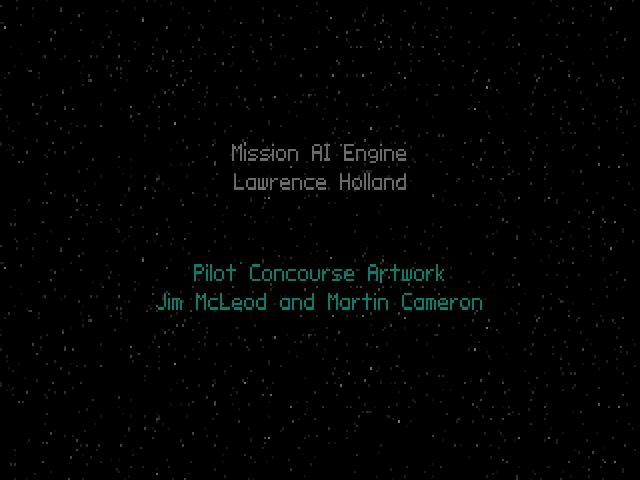 Mission AI Engine
Lawrence Holland
Pilot Concourse Artwork
Jim McLeod and Martin Cameron